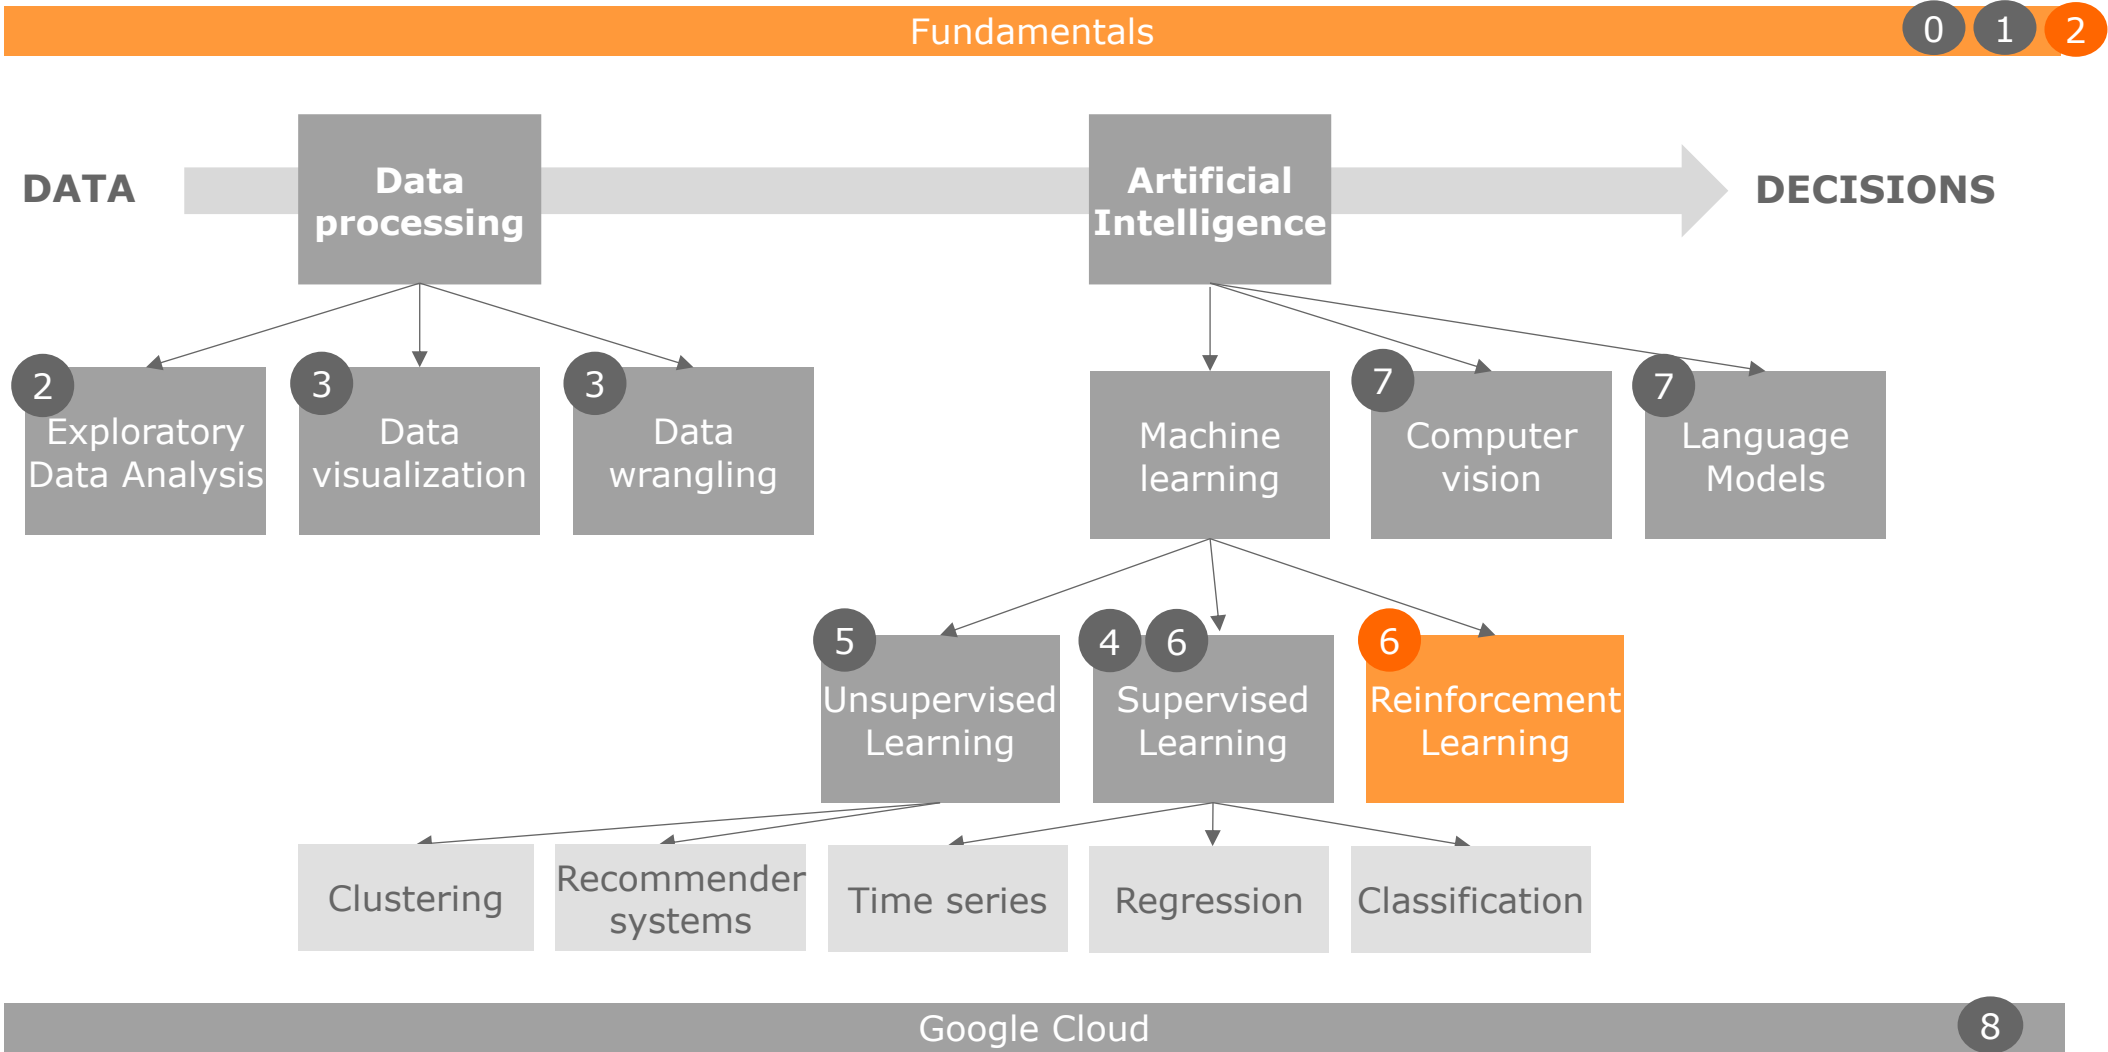 Fundamentals
0 1 2
DATA
Data
processing
Artificial
Intelligence
DECISIONS
2
Exploratory
Data Analysis
3
Data
visualization
3
Data
wrangling
Machine
learning
7
Computer
vision
7
Language
Models
5
Unsupervised
Learning
4 6
Supervised
Learning
6
Reinforcement
Learning
Clustering
Recommender
systems
Time series
Regression
Classification
Google Cloud
8